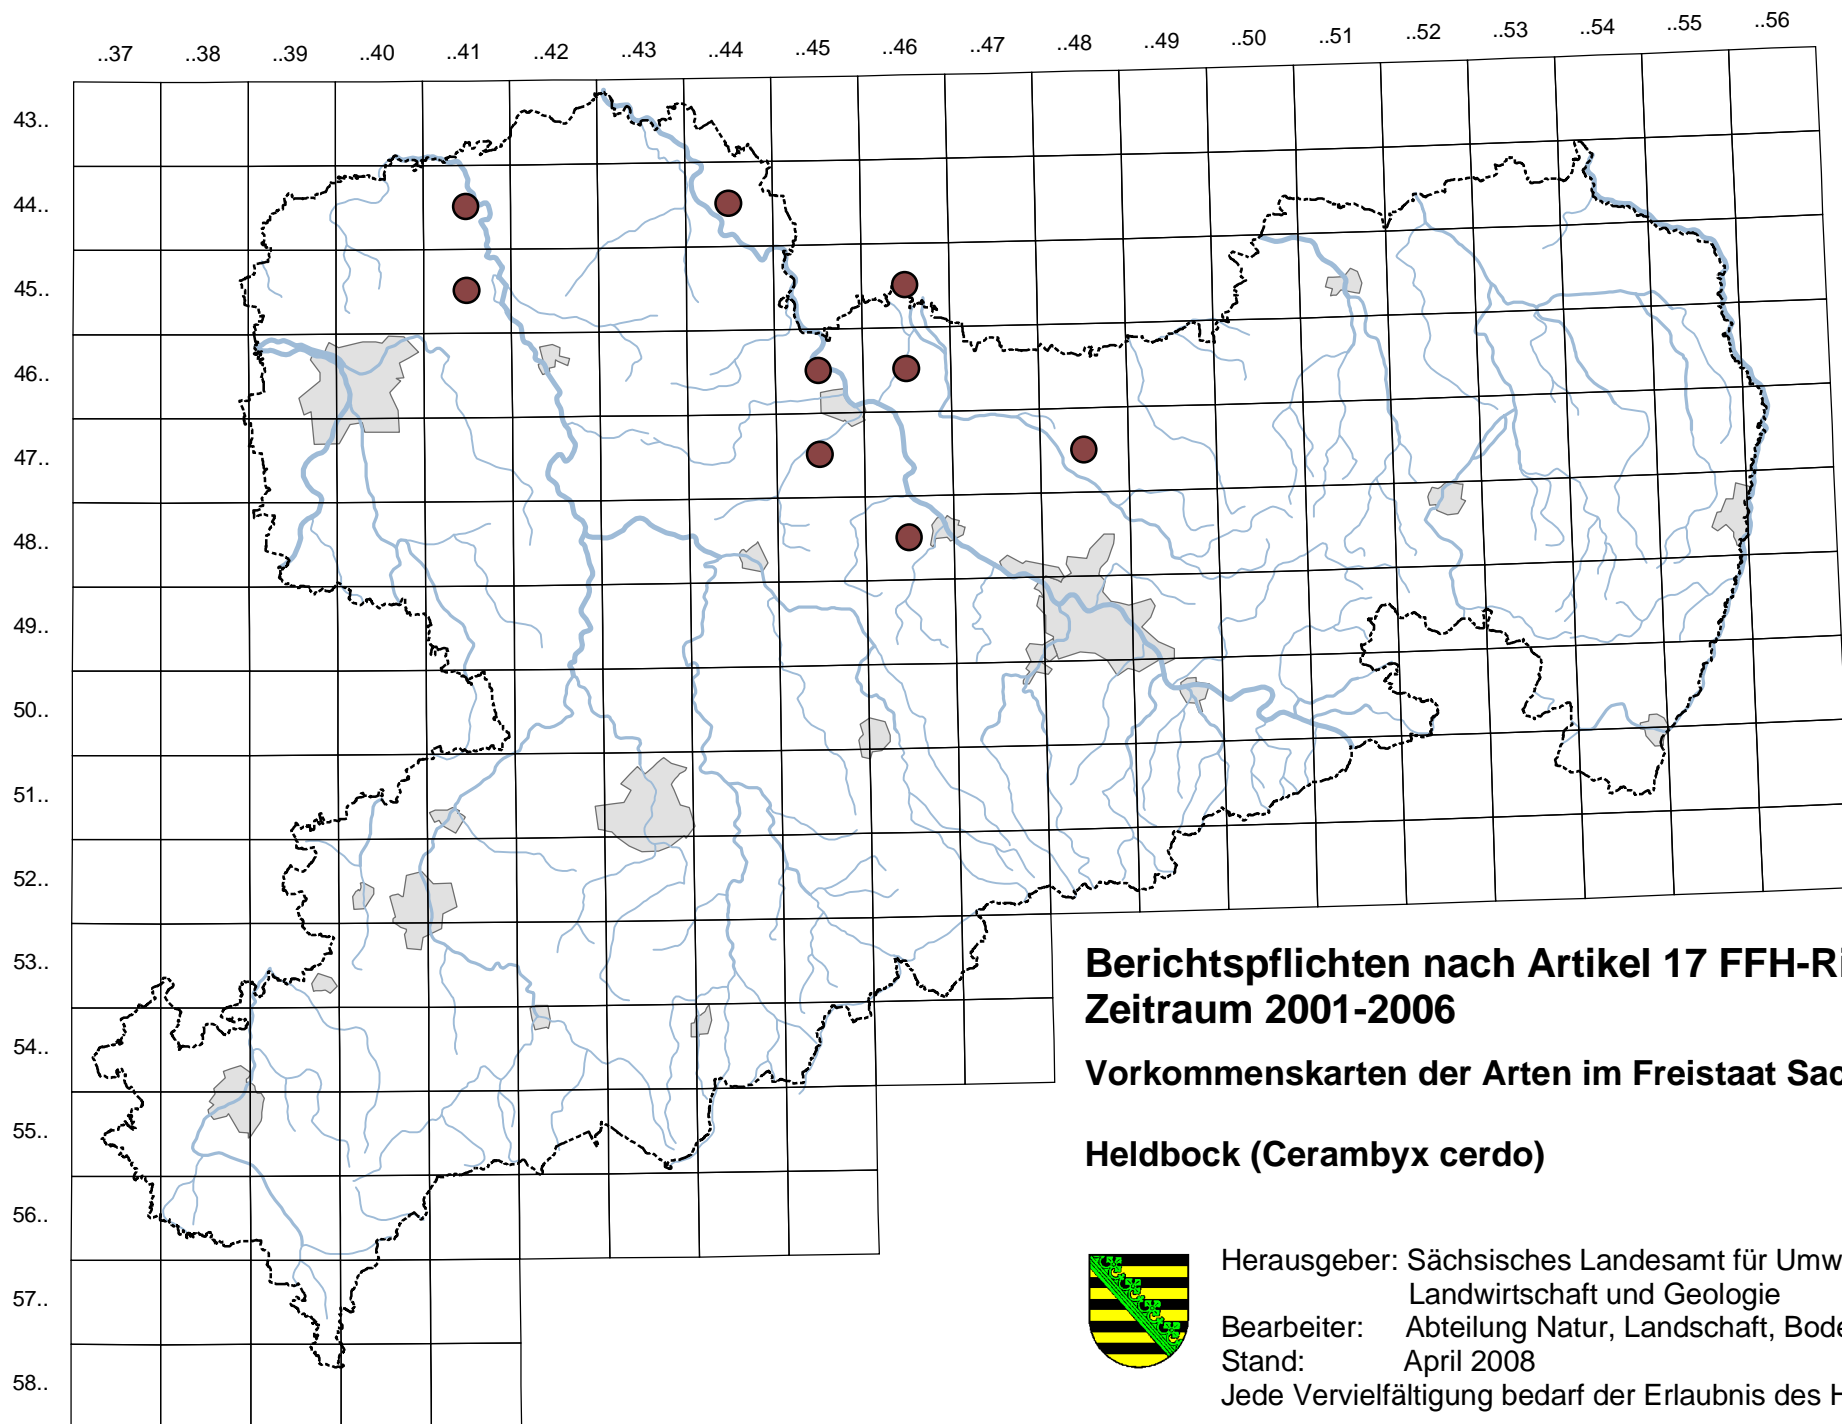 ..37 ..38 ..39 ..40 ..41 ..42 ..43 ..44 ..45 ..46 ..47 ..48 ..49 ..50 ..51 ..52 ..53 ..54 ..55 ..56
43..
44..
45..
46..
47..
48..
49..
50..
51..
52..
53..
54..
55..
56..
57..
58..
Berichtspflichten nach Artikel 17 FFH-Ri
Zeitraum 2001-2006
Vorkommenskarten der Arten im Freistaat Sac
Heldbock (Cerambyx cerdo)
Herausgeber: Sächsisches Landesamt für Umw
Landwirtschaft und Geologie
Bearbeiter: Abteilung Natur, Landschaft, Bode
Stand: April 2008
Jede Vervielfältigung bedarf der Erlaubnis des H